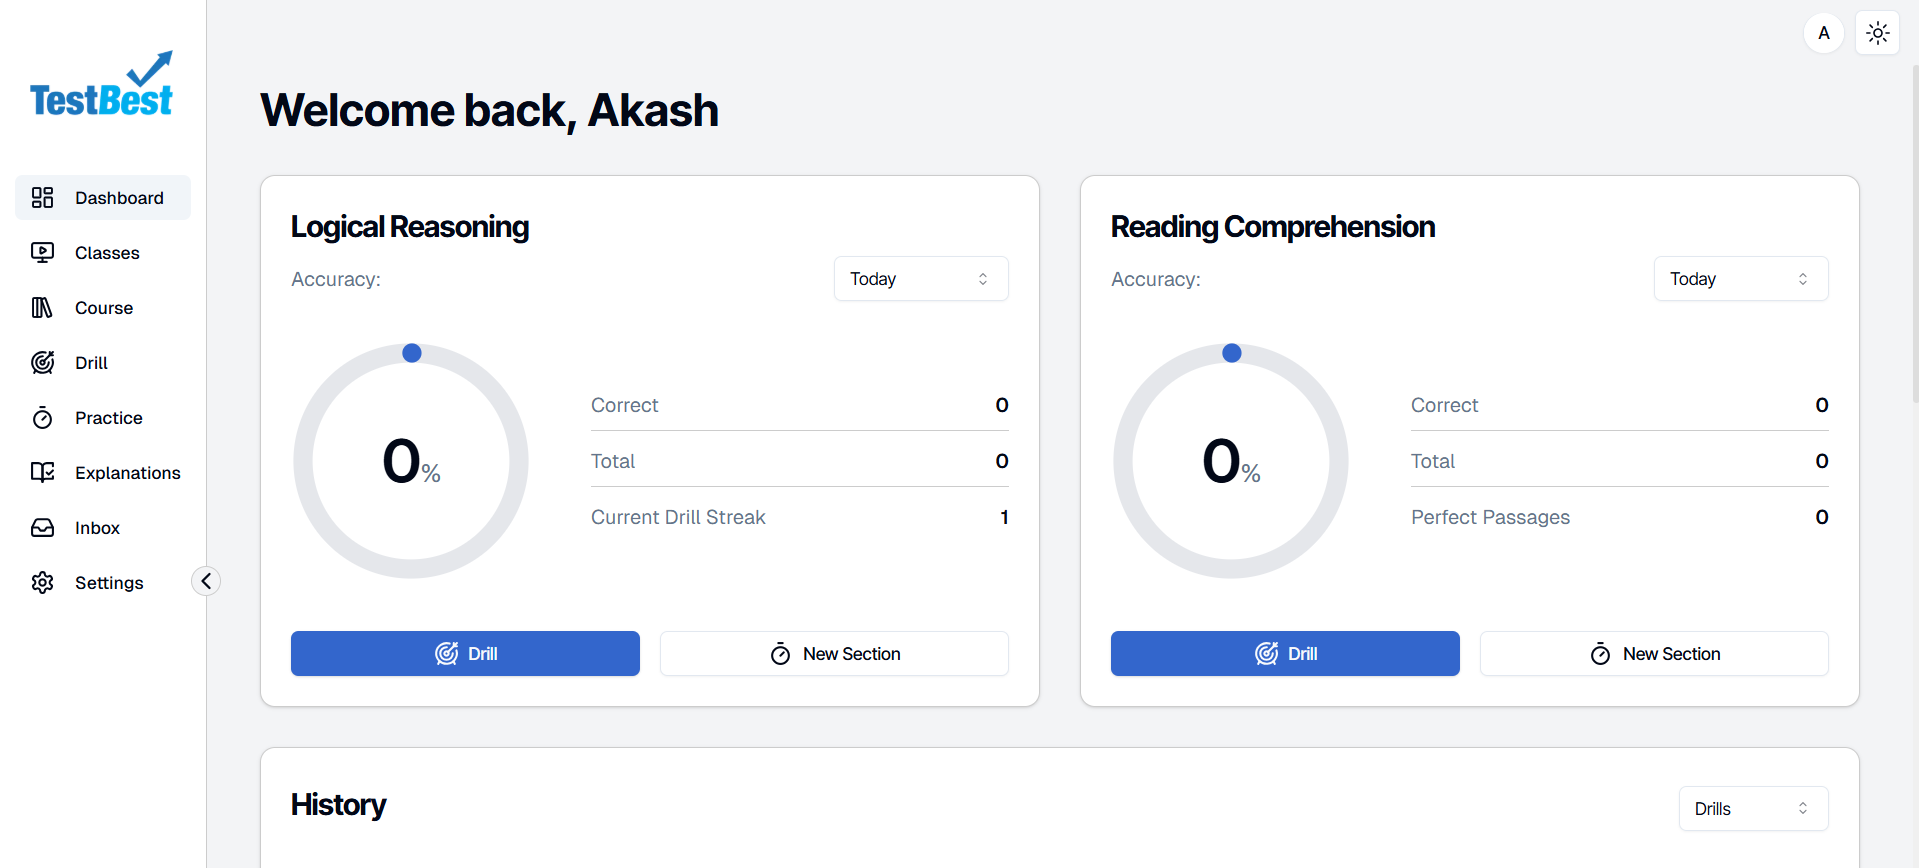 TestBest
Dashboard
Classes
Course
Drill
Practice
Explanations
Inbox
Settings
A
Welcome back, Akash
Logical Reasoning
Accuracy:
Today
0%
Correct 0
Total 0
Current Drill Streak 1
Drill
New Section
Reading Comprehension
Accuracy:
Today
0%
Correct 0
Total 0
Perfect Passages 0
Drill
New Section
History
Drills